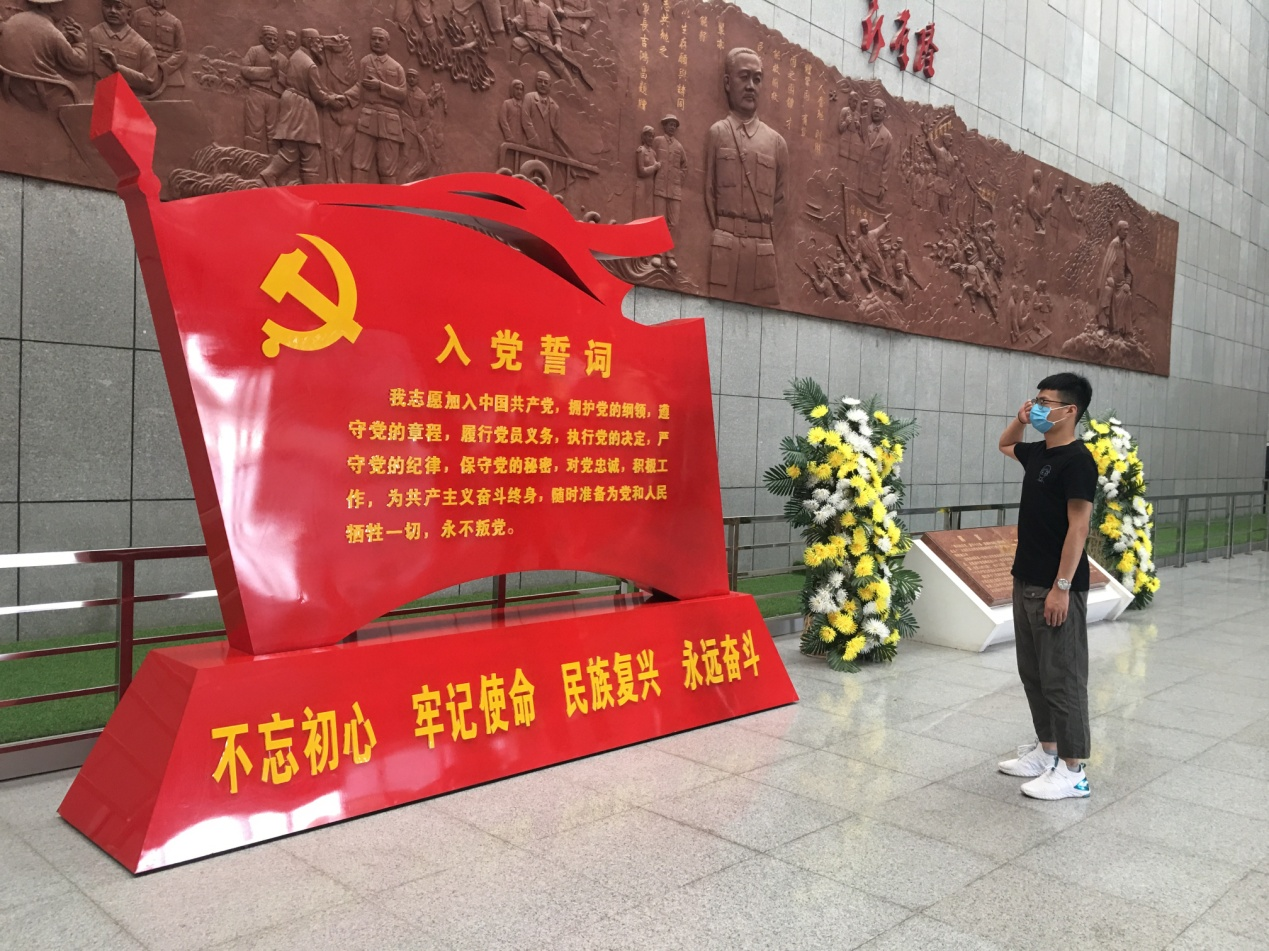 入党誓词
我志愿加入中国共产党，拥护党的纲领，遵
守党的章程，履行党员义务，执行党的决定，严
守党的纪律，保守党的秘密，对党忠诚，积极工
作，为共产主义奋斗终身，随时准备为党和人民
牺牲一切，永不叛党。
不忘初心 牢记使命 民族复兴 永远奋斗